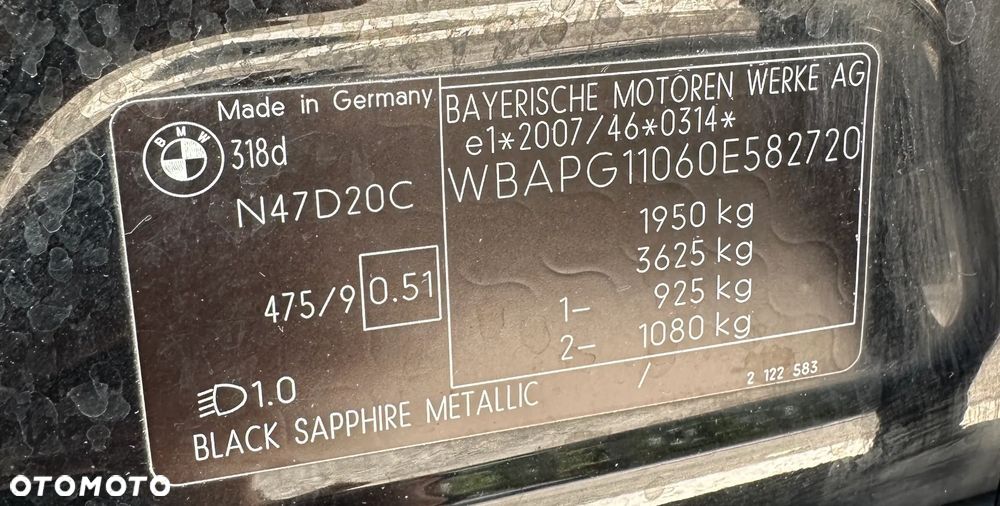 Made in Germany
BMW
318d
N47D20C
475/9 0.51
1.0
BLACK SAPPHIRE METALLIC
BAYERISCHE MOTOREN WERKE AG
e1*2007/46*0314*
WBAPG11060E582720
1950 kg
3625 kg
1- 925 kg
2- 1080 kg
/ 2 122 583
OTOMOTO